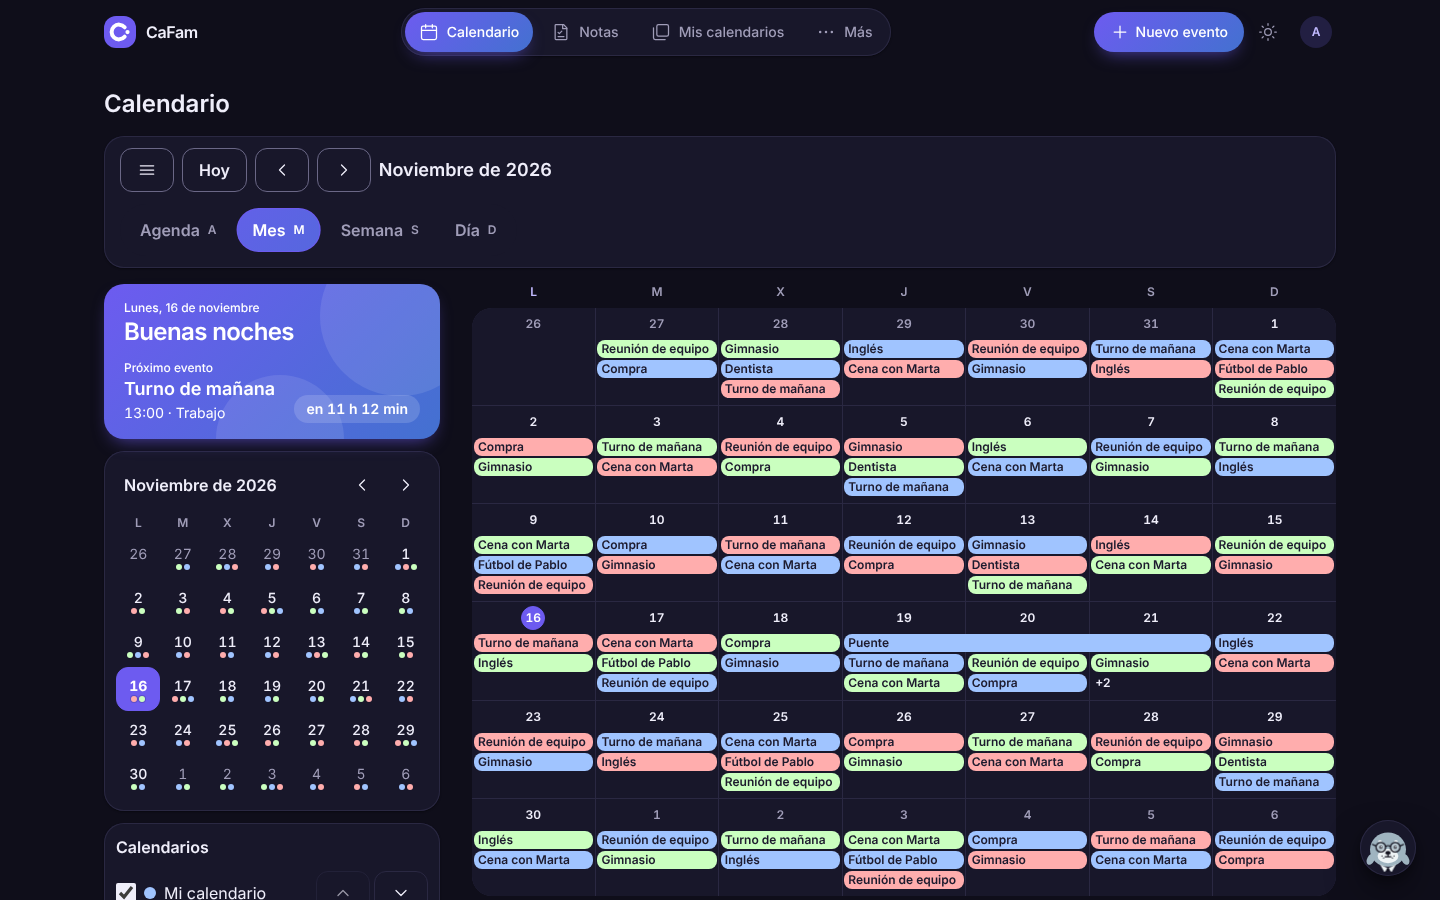 CaFam
Calendario
Notas
Mis calendarios
Más
Nuevo evento
A
Calendario
Hoy
Noviembre de 2026
Agenda A
Mes M
Semana S
Día D
Lunes, 16 de noviembre
Buenas noches
Próximo evento
Turno de mañana
13:00 · Trabajo
en 11 h 12 min
Noviembre de 2026
L M X J V S D
26 27 28 29 30 31 1
2 3 4 5 6 7 8
9 10 11 12 13 14 15
16 17 18 19 20 21 22
23 24 25 26 27 28 29
30 1 2 3 4 5 6
Calendarios
Mi calendario
L M X J V S D
26 27 28 29 30 31 1
Reunión de equipo Gimnasio Inglés Reunión de equipo Turno de mañana Cena con Marta
Compra Dentista Cena con Marta Gimnasio Inglés Fútbol de Pablo
Turno de mañana Reunión de equipo
2 3 4 5 6 7 8
Compra Turno de mañana Reunión de equipo Gimnasio Inglés Reunión de equipo Turno de mañana
Gimnasio Cena con Marta Compra Dentista Cena con Marta Gimnasio Inglés
Turno de mañana
9 10 11 12 13 14 15
Cena con Marta Compra Turno de mañana Reunión de equipo Gimnasio Inglés Reunión de equipo
Fútbol de Pablo Gimnasio Cena con Marta Compra Dentista Cena con Marta Gimnasio
Reunión de equipo Turno de mañana
16 17 18 19 20 21 22
Turno de mañana Cena con Marta Compra Puente Inglés
Inglés Fútbol de Pablo Gimnasio Turno de mañana Reunión de equipo Gimnasio Cena con Marta
Reunión de equipo Cena con Marta Compra +2
23 24 25 26 27 28 29
Reunión de equipo Turno de mañana Cena con Marta Compra Turno de mañana Reunión de equipo Gimnasio
Gimnasio Inglés Fútbol de Pablo Gimnasio Cena con Marta Compra Dentista
Reunión de equipo Turno de mañana
30 1 2 3 4 5 6
Inglés Reunión de equipo Turno de mañana Cena con Marta Compra Turno de mañana Reunión de equipo
Cena con Marta Gimnasio Inglés Fútbol de Pablo Gimnasio Cena con Marta Compra
Reunión de equipo